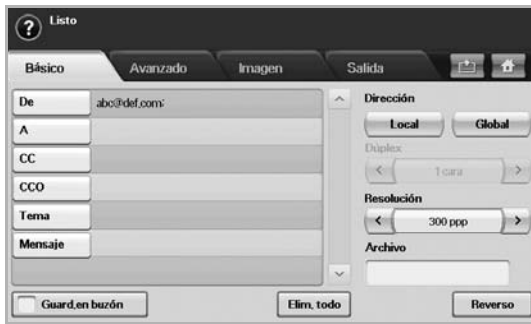 ? Listo
Básico Avanzado Imagen Salida
De abc@def.com;
A
CC
CCO
Tema
Mensaje
Dirección
Local Global
Dúplex
< 1 cara >
Resolución
< 300 ppp >
Archivo
Guard.en buzón Elim. todo Reverso